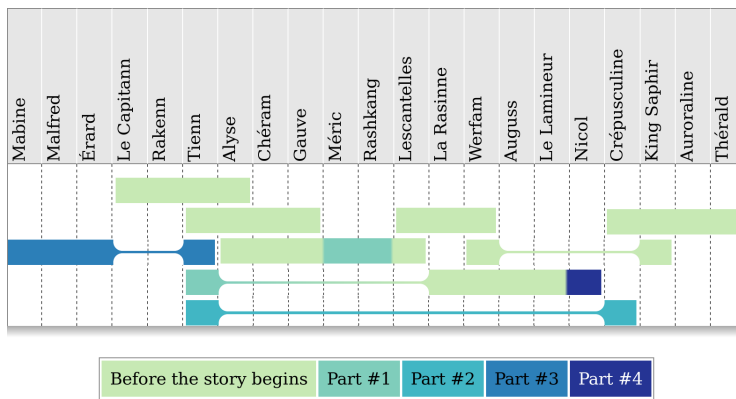 Mabine
Malfred
Érard
Le Capitann
Rakenn
Tienn
Alyse
Chéram
Gauve
Méric
Rashkang
Lescantelles
La Rasinne
Werfam
Auguss
Le Lamineur
Nicol
Crépusculine
King Saphir
Auroraline
Thérald
Before the story begins
Part #1
Part #2
Part #3
Part #4